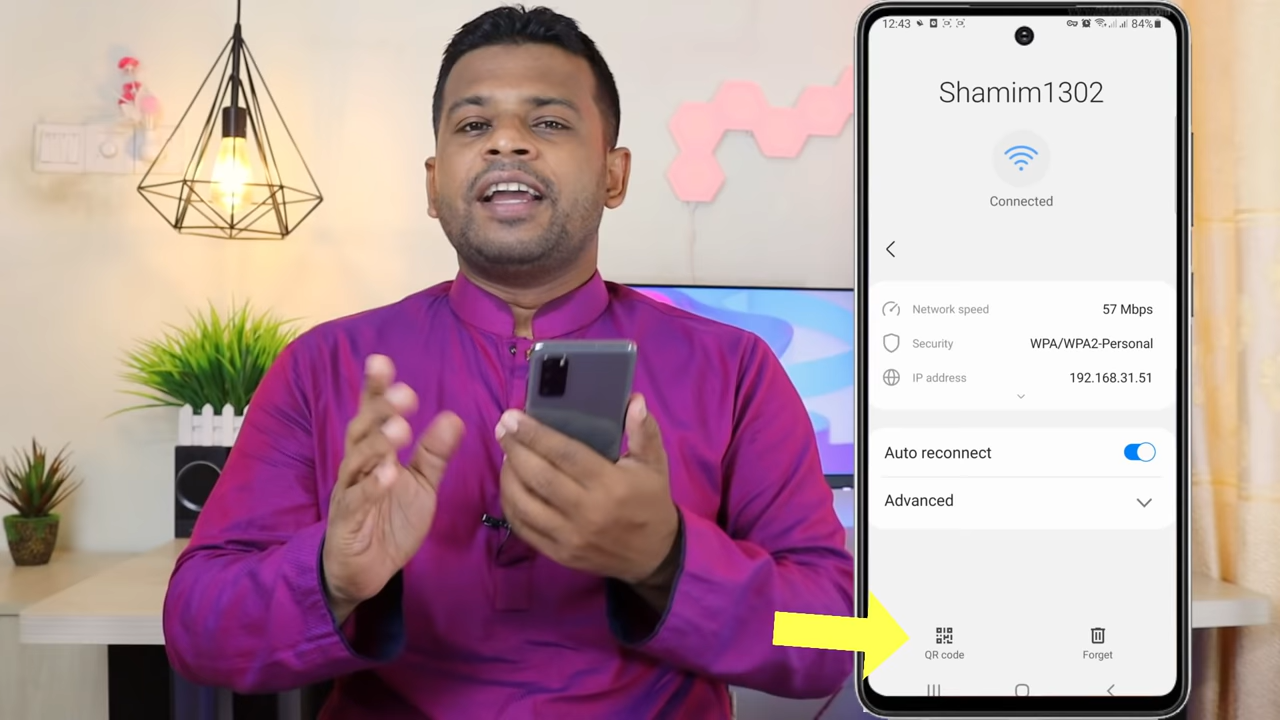 12:43
84%
Shamim1302
Connected
Network speed 57 Mbps
Security WPA/WPA2-Personal
IP address 192.168.31.51
Auto reconnect
Advanced
QR code Forget